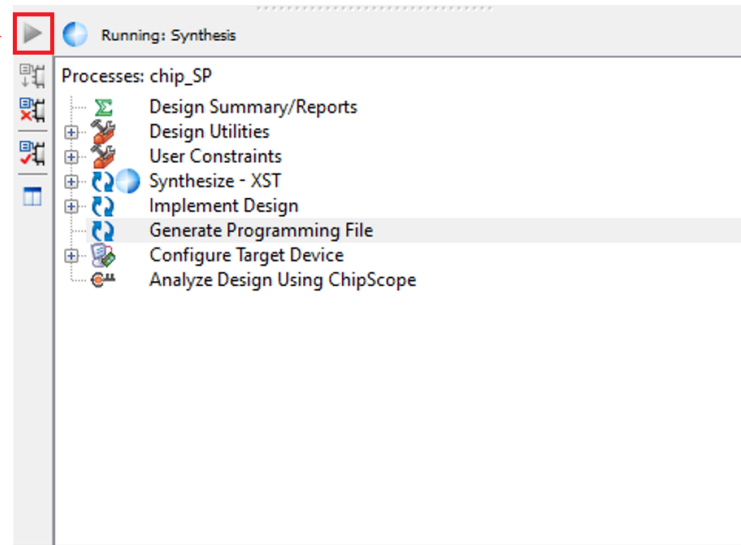 Running: Synthesis
Processes: chip_SP
Design Summary/Reports
Design Utilities
User Constraints
Synthesize - XST
Implement Design
Generate Programming File
Configure Target Device
Analyze Design Using ChipScope